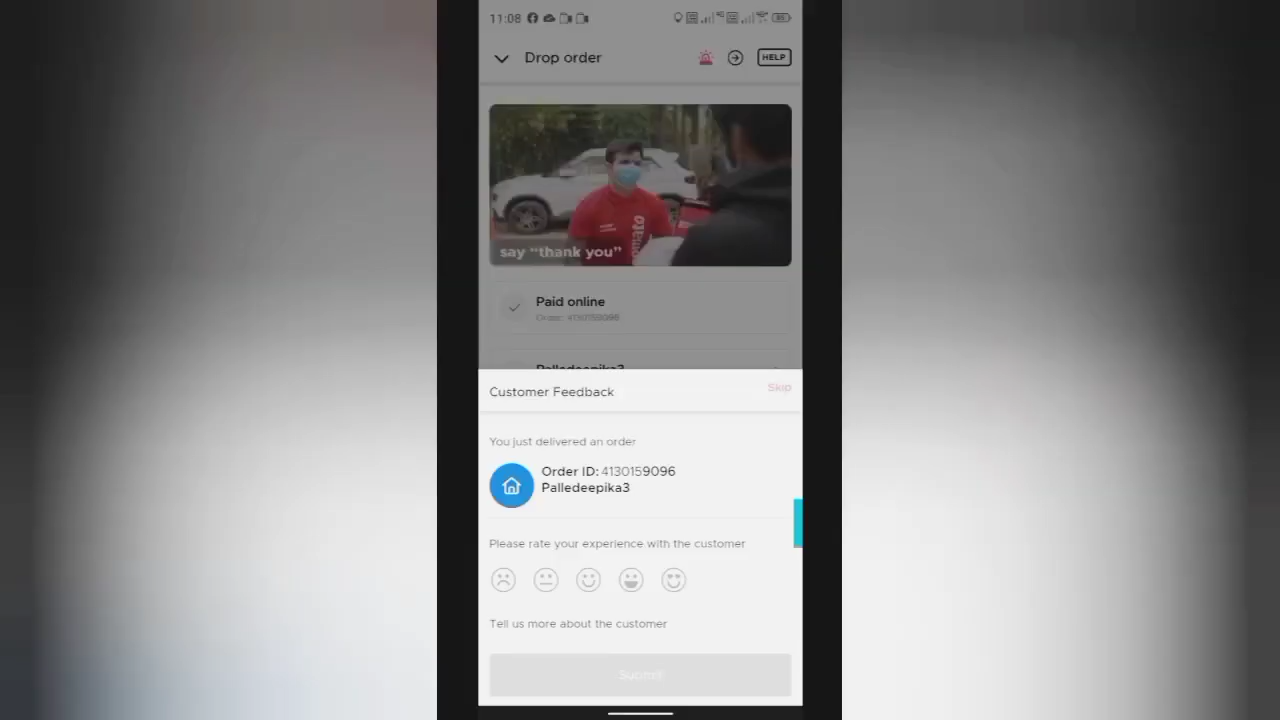 11:08
Drop order
HELP
say “thank you”
Paid online
Order: 4130159096
Palledeepika3
Customer Feedback
Skip
You just delivered an order
Order ID: 4130159096
Palledeepika3
Please rate your experience with the customer
Tell us more about the customer
Submit